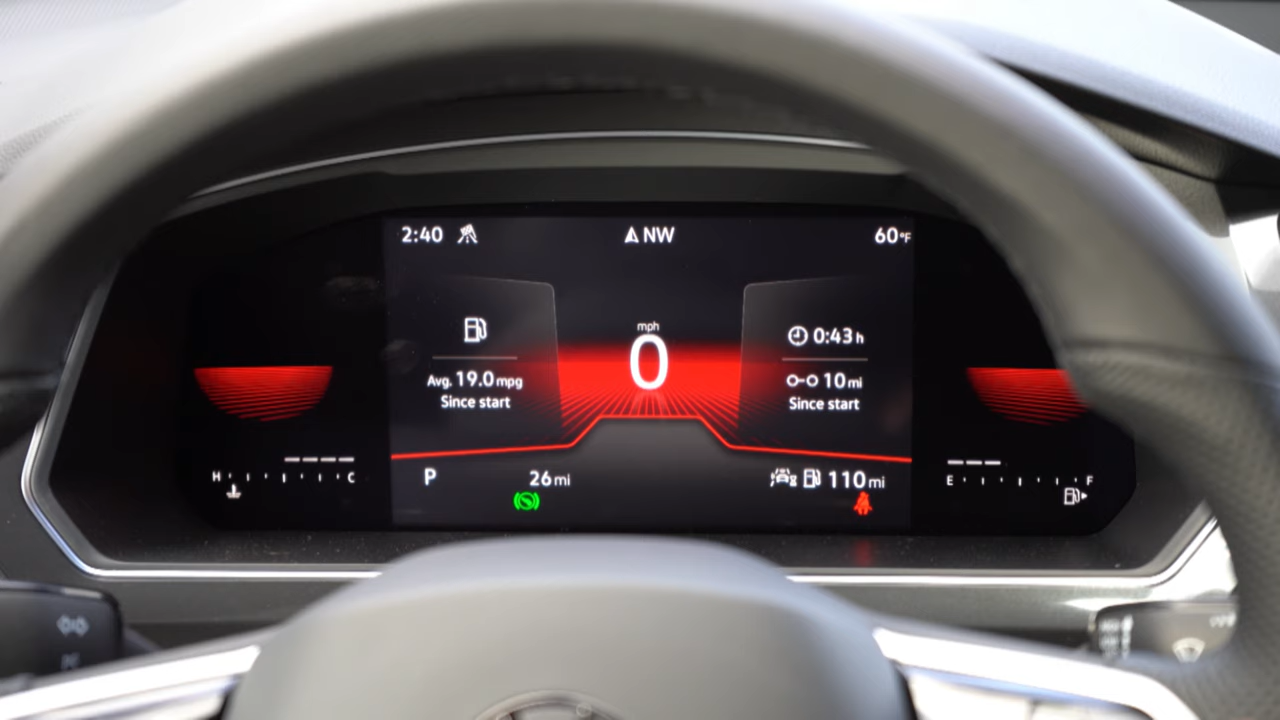 2:40
NW
60°F
mph
0
0:43 h
Avg. 19.0 mpg
Since start
10 mi
Since start
P
26 mi
110 mi
H C
E F